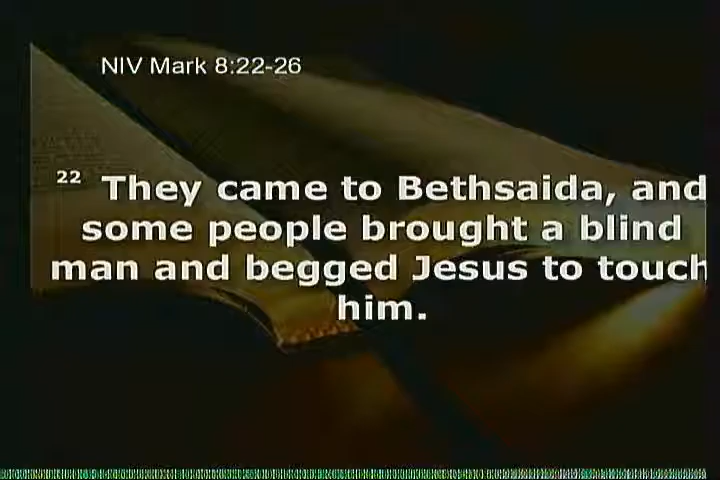 NIV Mark 8:22-26
22 They came to Bethsaida, and
some people brought a blind
man and begged Jesus to touch
him.